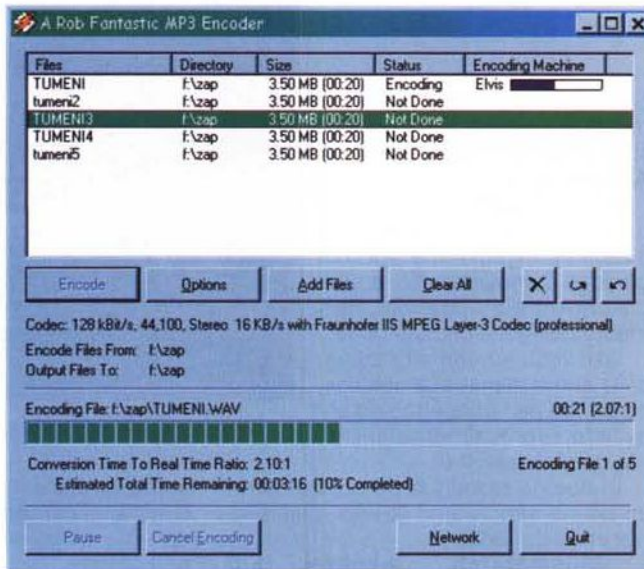 A Rob Fantastic MP3 Encoder
Files Directory Size Status Encoding Machine
TUMENI f:\zap 3.50 MB (00:20) Encoding Elvis
tumeni2 f:\zap 3.50 MB (00:20) Not Done
TUMENI3 f:\zap 3.50 MB (00:20) Not Done
TUMENI4 f:\zap 3.50 MB (00:20) Not Done
tumeni5 f:\zap 3.50 MB (00:20) Not Done
Encode Options Add Files Clear All
Codec: 128 kBit/s, 44,100, Stereo 16 KB/s with Fraunhofer IIS MPEG Layer-3 Codec (professional)
Encode Files From: f:\zap
Output Files To: f:\zap
Encoding File: f:\zap\TUMENI.WAV 00:21 (2.07:1)
Conversion Time To Real Time Ratio: 2.10:1 Encoding File 1 of 5
Estimated Total Time Remaining: 00:03:16 (10% Completed)
Pause Cancel Encoding Network Quit